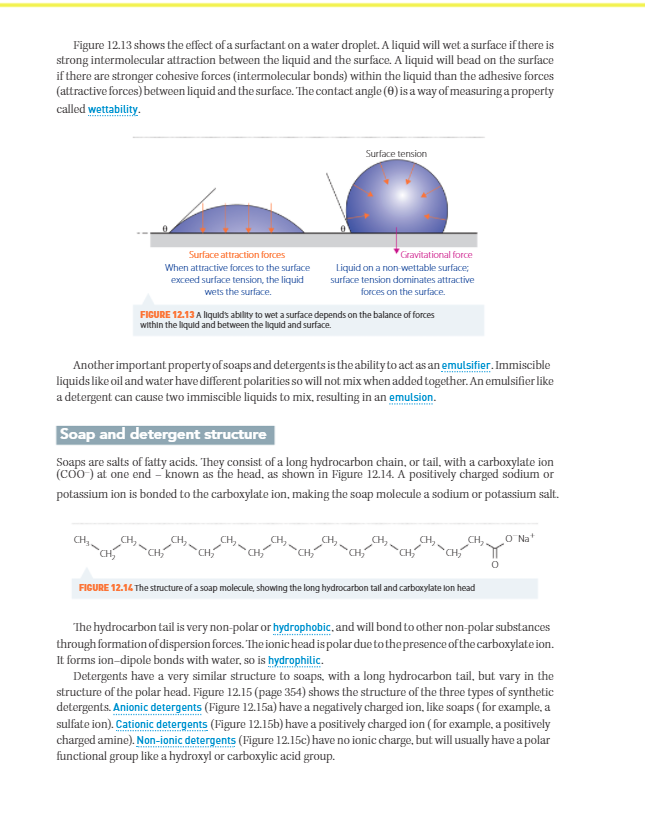 Figure 12.13 shows the effect of a surfactant on a water droplet. A liquid will wet a surface if there is
strong intermolecular attraction between the liquid and the surface. A liquid will bead on the surface
if there are stronger cohesive forces (intermolecular bonds) within the liquid than the adhesive forces
(attractive forces) between liquid and the surface. The contact angle (θ) is a way of measuring a property
called wettability.
Surface tension
θ
θ
Surface attraction forces
When attractive forces to the surface
exceed surface tension, the liquid
wets the surface.
Gravitational force
Liquid on a non-wettable surface;
surface tension dominates attractive
forces on the surface.
FIGURE 12.13 A liquid's ability to wet a surface depends on the balance of forces
within the liquid and between the liquid and surface.
Another important property of soaps and detergents is the ability to act as an emulsifier. Immiscible
liquids like oil and water have different polarities so will not mix when added together. An emulsifier like
a detergent can cause two immiscible liquids to mix, resulting in an emulsion.
Soap and detergent structure
Soaps are salts of fatty acids. They consist of a long hydrocarbon chain, or tail, with a carboxylate ion
(COO⁻) at one end – known as the head, as shown in Figure 12.14. A positively charged sodium or
potassium ion is bonded to the carboxylate ion, making the soap molecule a sodium or potassium salt.
CH₃ CH₂ CH₂ CH₂ CH₂ CH₂ CH₂ CH₂ CH₂ O⁻Na⁺
CH₂ CH₂ CH₂ CH₂ CH₂ CH₂ CH₂ CH₂ O
FIGURE 12.14 The structure of a soap molecule, showing the long hydrocarbon tail and carboxylate ion head
The hydrocarbon tail is very non-polar or hydrophobic, and will bond to other non-polar substances
through formation of dispersion forces. The ionic head is polar due to the presence of the carboxylate ion.
It forms ion–dipole bonds with water, so is hydrophilic.
Detergents have a very similar structure to soaps, with a long hydrocarbon tail, but vary in the
structure of the polar head. Figure 12.15 (page 354) shows the structure of the three types of synthetic
detergents. Anionic detergents (Figure 12.15a) have a negatively charged ion, like soaps (for example, a
sulfate ion). Cationic detergents (Figure 12.15b) have a positively charged ion (for example, a positively
charged amine). Non-ionic detergents (Figure 12.15c) have no ionic charge, but will usually have a polar
functional group like a hydroxyl or carboxylic acid group.